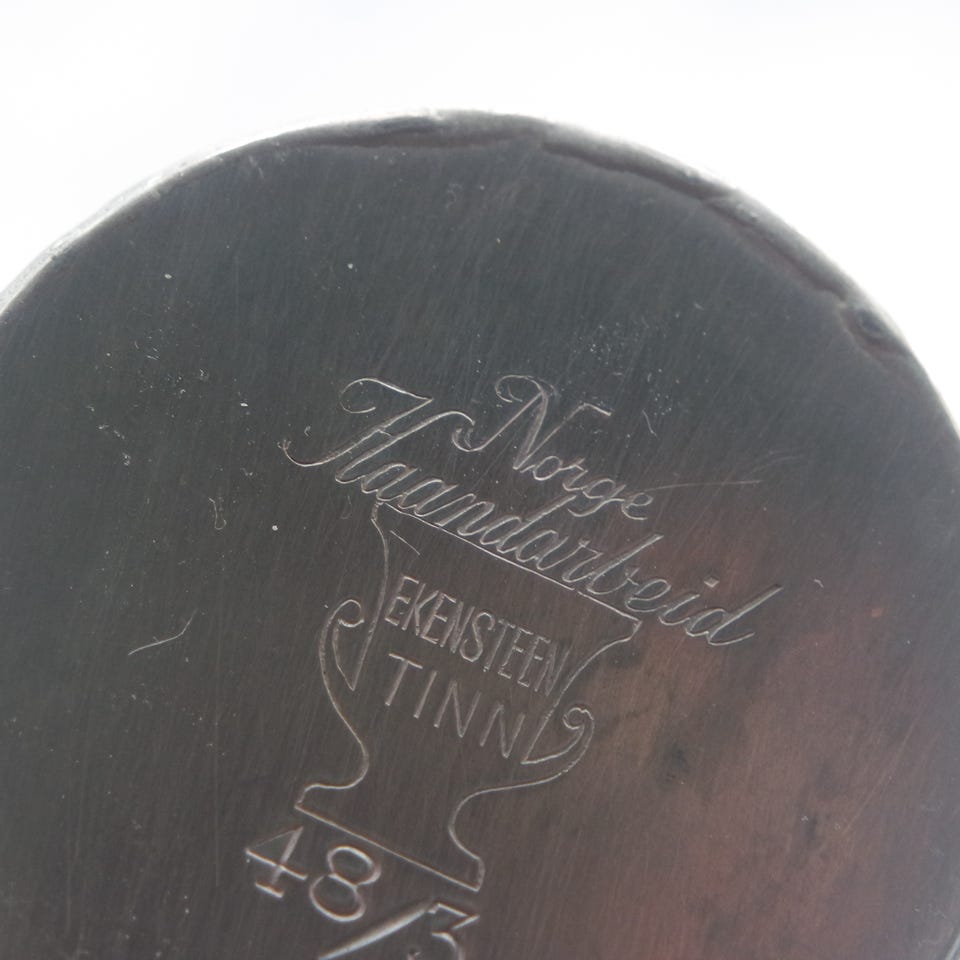 Norge
Haandarbeid
EKENSTEEN
TINN
48/3